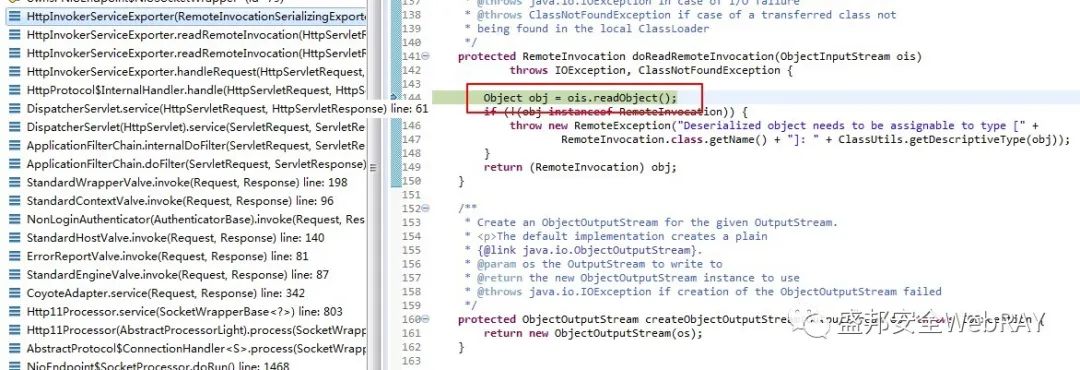 HttpInvokerServiceExporter(RemoteInvocationSerializingExporte
HttpInvokerServiceExporter.readRemoteInvocation(HttpServletR
HttpInvokerServiceExporter.readRemoteInvocation(HttpServletR
HttpInvokerServiceExporter.handleRequest(HttpServletRequest,
HttpProtocol$InternalHandler.handle(HttpServletRequest, HttpS
DispatcherServlet.service(HttpServletRequest, HttpServletResponse) line: 61
DispatcherServlet(HttpServlet).service(ServletRequest, ServletRe
ApplicationFilterChain.internalDoFilter(ServletRequest, ServletR
ApplicationFilterChain.doFilter(ServletRequest, ServletResponse)
StandardWrapperValve.invoke(Request, Response) line: 198
StandardContextValve.invoke(Request, Response) line: 96
NonLoginAuthenticator(AuthenticatorBase).invoke(Request, Res
StandardHostValve.invoke(Request, Response) line: 140
ErrorReportValve.invoke(Request, Response) line: 81
StandardEngineValve.invoke(Request, Response) line: 87
CoyoteAdapter.service(Request, Response) line: 342
Http11Processor.service(SocketWrapperBase<?>) line: 803
Http11Processor(AbstractProcessorLight).process(SocketWrappe
AbstractProtocol$ConnectionHandler<S>.process(SocketWrapp
NioEndpoint$SocketProcessor.doRun() line: 1468
137 * @throws java.io.IOException in case of I/O failure
138 * @throws ClassNotFoundException if case of a transferred class not
139 * being found in the local ClassLoader
140 */
141 protected RemoteInvocation doReadRemoteInvocation(ObjectInputStream ois)
142 throws IOException, ClassNotFoundException {
143
144 Object obj = ois.readObject();
if (!(obj instanceof RemoteInvocation)) {
146 throw new RemoteException("Deserialized object needs to be assignable to type [" +
147 RemoteInvocation.class.getName() + "]: " + ClassUtils.getDescriptiveType(obj));
148 }
149 return (RemoteInvocation) obj;
150 }
151
152 /**
153 * Create an ObjectOutputStream for the given OutputStream.
154 * <p>The default implementation creates a plain
155 * {@link java.io.ObjectOutputStream}.
156 * @param os the OutputStream to write to
157 * @return the new ObjectOutputStream instance to use
158 * @throws java.io.IOException if creation of the ObjectOutputStream failed
159 */
160 protected ObjectOutputStream createObjectOutputStream
161 return new ObjectOutputStream(os);
162 }
163
盛邦安全WebRAY